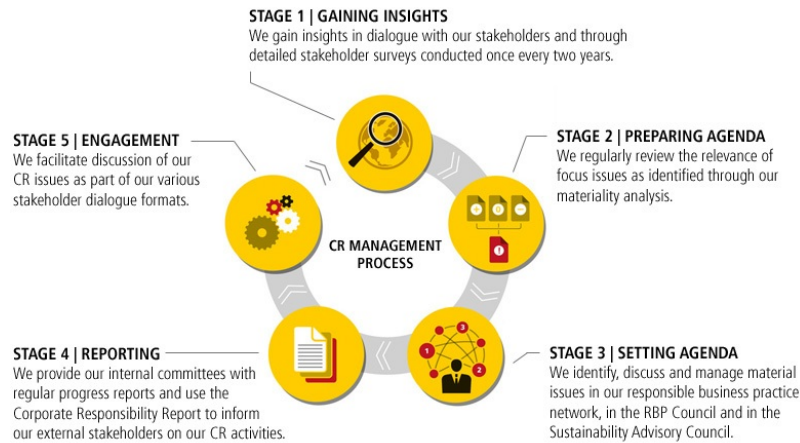 STAGE 1 | GAINING INSIGHTS
We gain insights in dialogue with our stakeholders and through
detailed stakeholder surveys conducted once every two years.
STAGE 2 | PREPARING AGENDA
We regularly review the relevance of
focus issues as identified through our
materiality analysis.
STAGE 3 | SETTING AGENDA
We identify, discuss and manage material
issues in our responsible business practice
network, in the RBP Council and in the
Sustainability Advisory Council.
STAGE 4 | REPORTING
We provide our internal committees with
regular progress reports and use the
Corporate Responsibility Report to inform
our external stakeholders on our CR activities.
STAGE 5 | ENGAGEMENT
We facilitate discussion of our
CR issues as part of our various
stakeholder dialogue formats.
CR MANAGEMENT
PROCESS
!
1
3
2